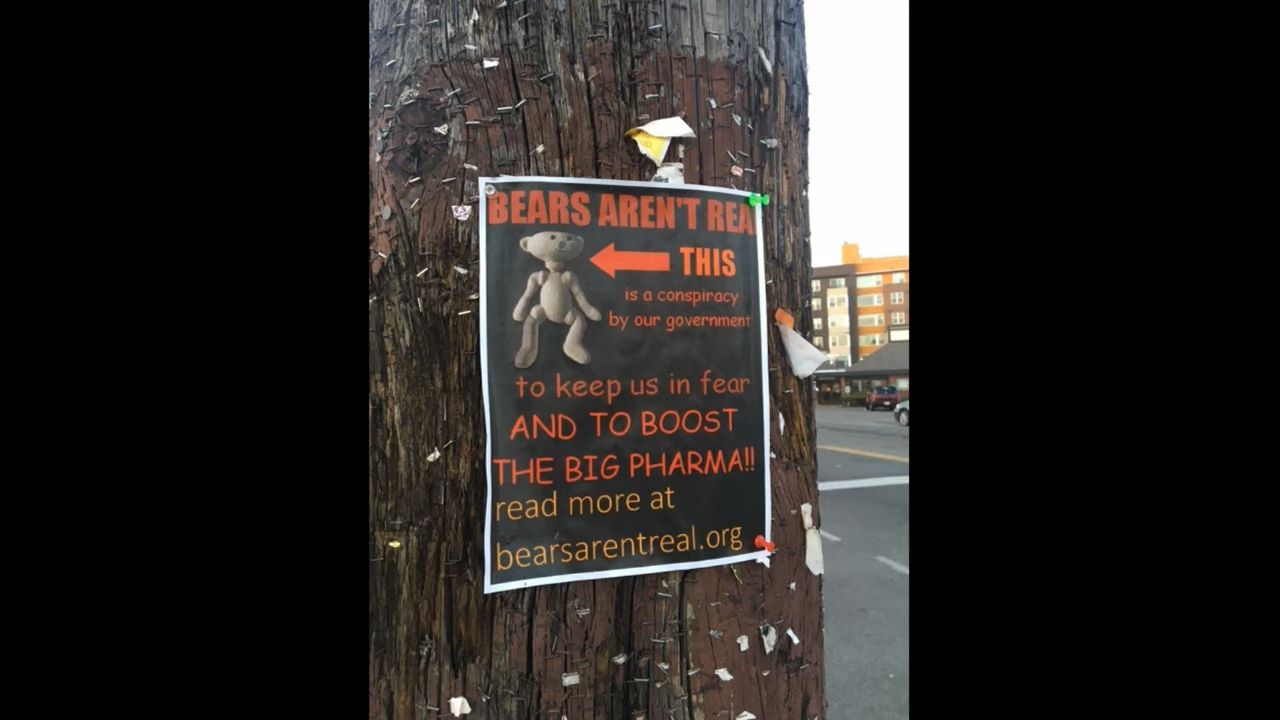 BEARS AREN'T REA
THIS
is a conspiracy
by our government
to keep us in fear
AND TO BOOST
THE BIG PHARMA!!
read more at
bearsarentreal.org